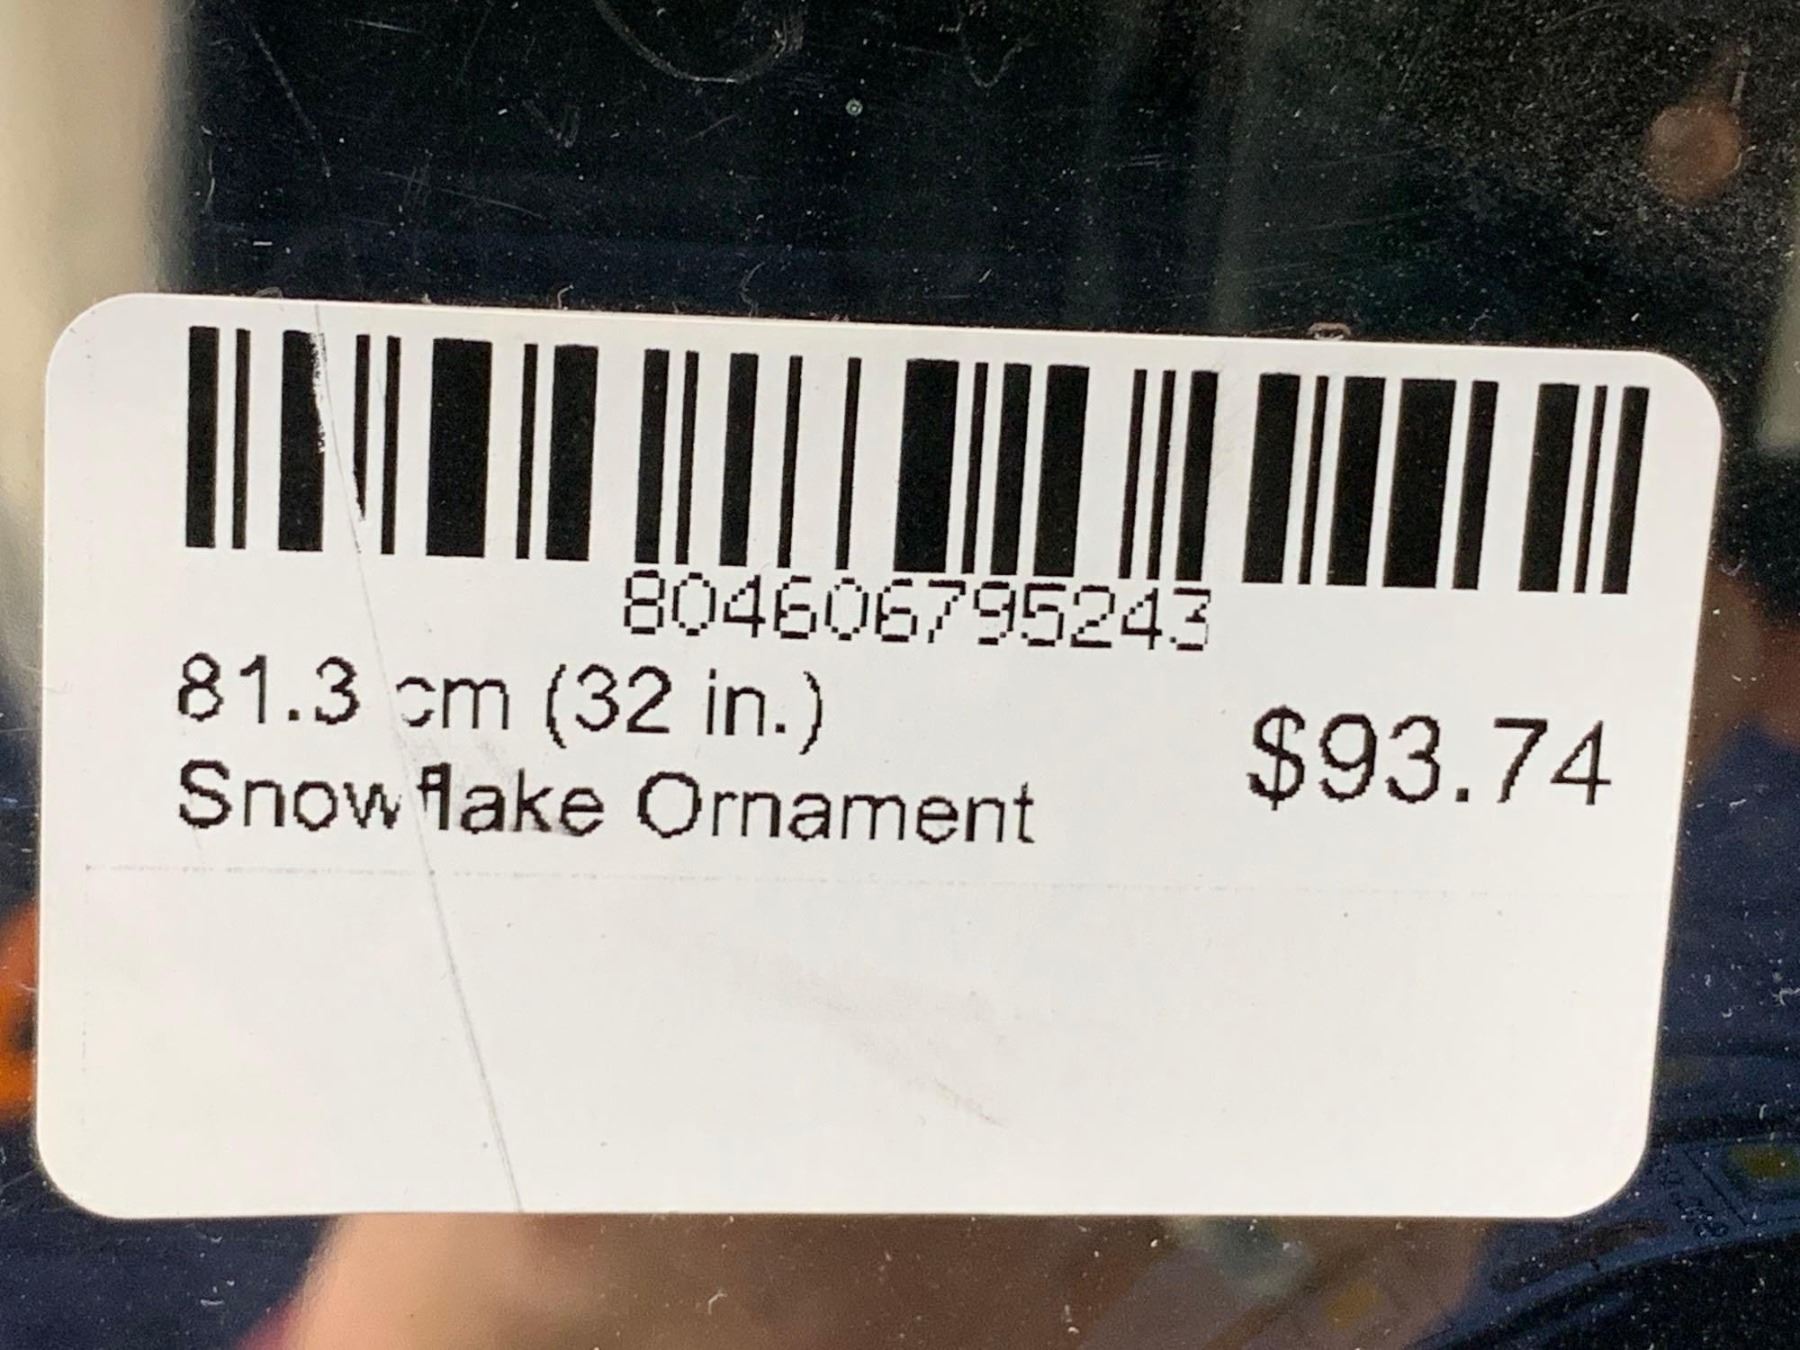 804606795243
81.3 cm (32 in.)
Snowflake Ornament
$93.74